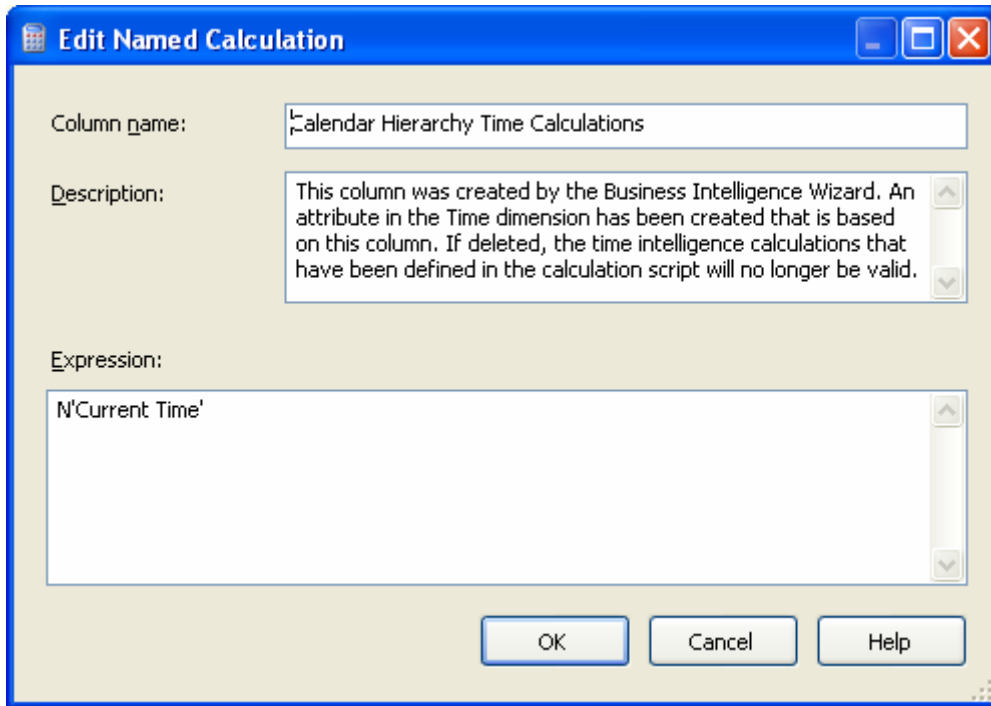 Edit Named Calculation
Column name:
Calendar Hierarchy Time Calculations
Description:
This column was created by the Business Intelligence Wizard. An
attribute in the Time dimension has been created that is based
on this column. If deleted, the time intelligence calculations that
have been defined in the calculation script will no longer be valid.
Expression:
N'Current Time'
OK
Cancel
Help